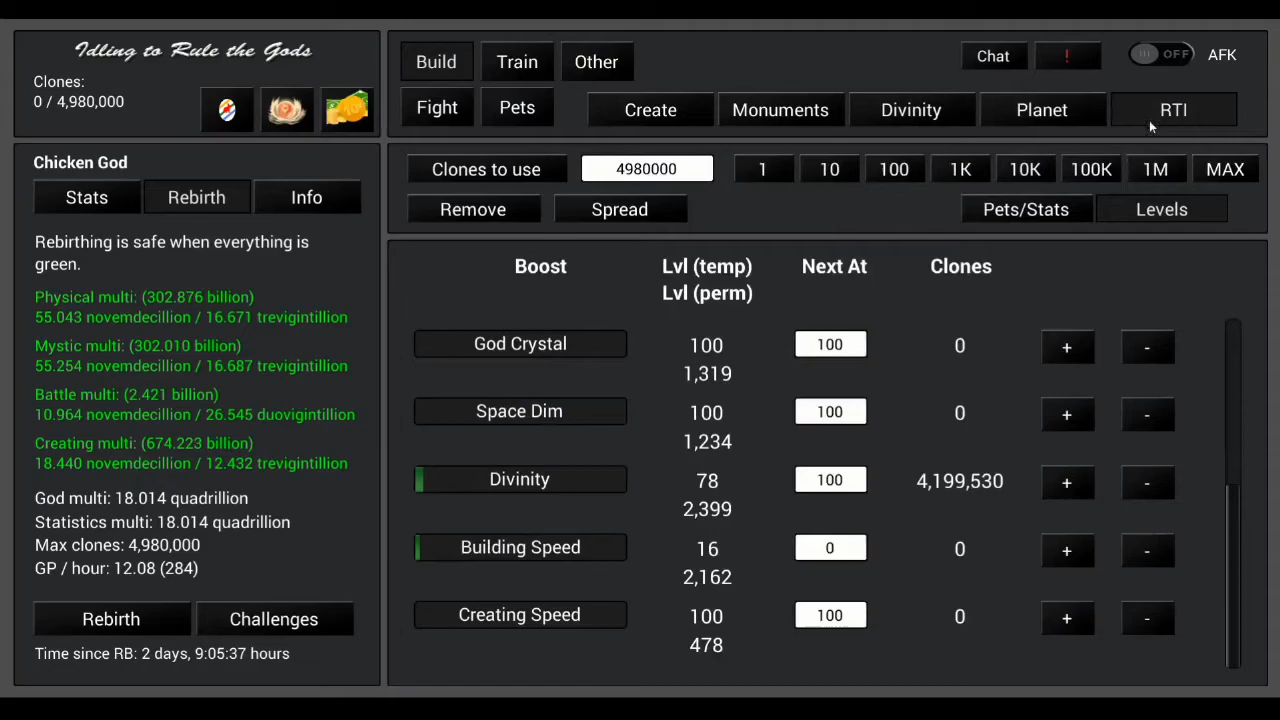 Idling to Rule the Gods
Clones:
0 / 4,980,000
Build
Train
Other
Fight
Pets
Chat
!
OFF
AFK
Create
Monuments
Divinity
Planet
RTI
Chicken God
Stats
Rebirth
Info
Rebirthing is safe when everything is
green.
Physical multi: (302.876 billion)
55.043 novemdecillion / 16.671 trevigintillion
Mystic multi: (302.010 billion)
55.254 novemdecillion / 16.687 trevigintillion
Battle multi: (2.421 billion)
10.964 novemdecillion / 26.545 duovigintillion
Creating multi: (674.223 billion)
18.440 novemdecillion / 12.432 trevigintillion
God multi: 18.014 quadrillion
Statistics multi: 18.014 quadrillion
Max clones: 4,980,000
GP / hour: 12.08 (284)
Rebirth
Challenges
Time since RB: 2 days, 9:05:37 hours
Clones to use
4980000
1
10
100
1K
10K
100K
1M
MAX
Remove
Spread
Pets/Stats
Levels
Boost
Lvl (temp)
Lvl (perm)
Next At
Clones
God Crystal
100
1,319
100
0
+
-
Space Dim
100
1,234
100
0
+
-
Divinity
78
2,399
100
4,199,530
+
-
Building Speed
16
2,162
0
0
+
-
Creating Speed
100
478
100
0
+
-